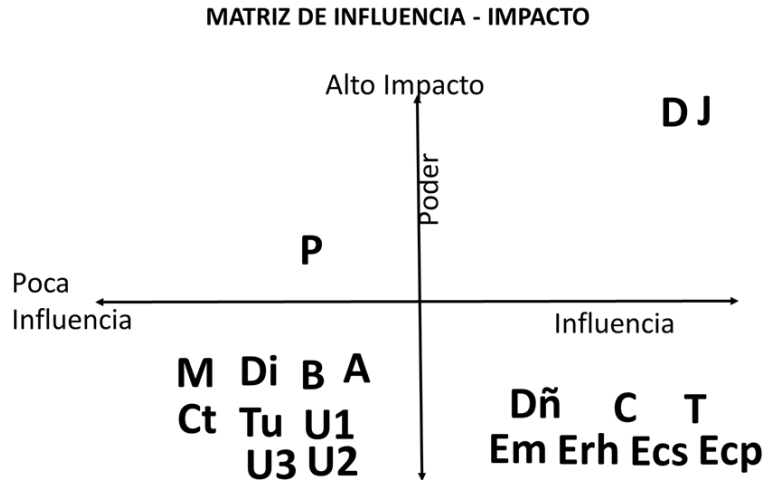 MATRIZ DE INFLUENCIA - IMPACTO
Alto Impacto
D J
Poder
P
Poca
Influencia
Influencia
M Di B A
Ct Tu U1
U3 U2
Dñ C T
Em Erh Ecs Ecp